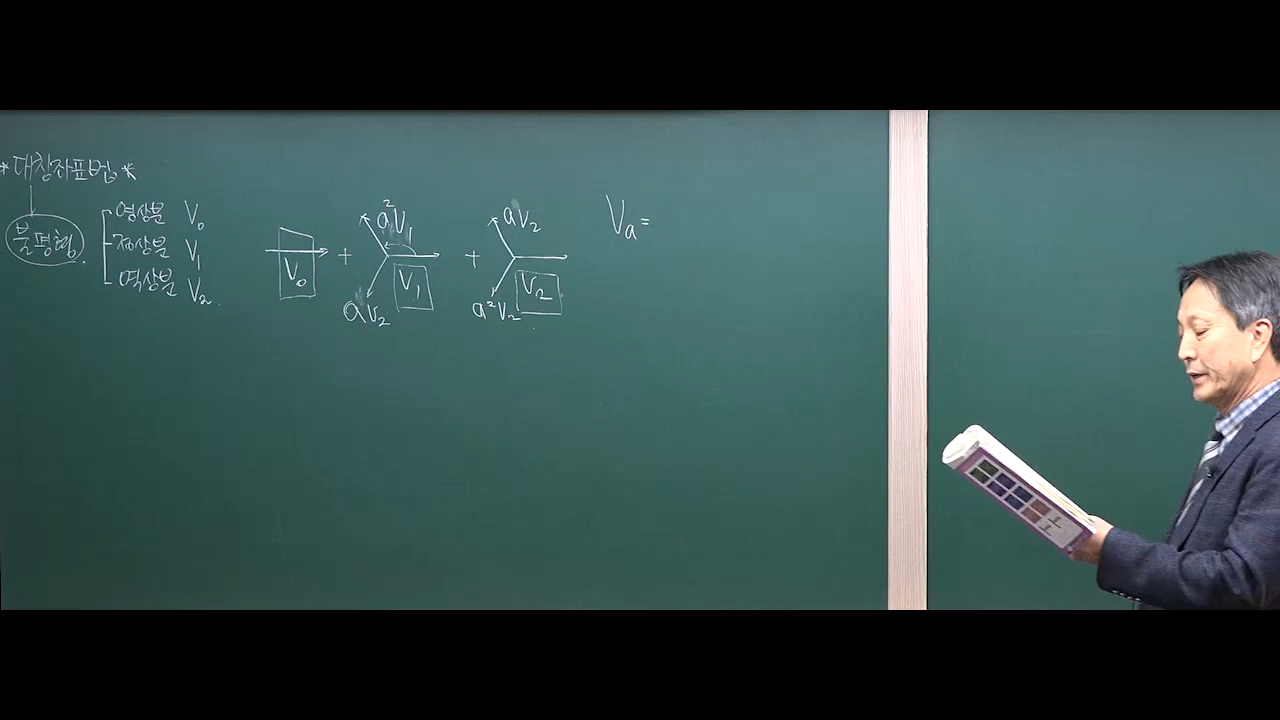 *대칭좌표법*
불평형
영상분 V₀
정상분 V₁
역상분 V₂
V₀ + a²V₁ V₁ aV₂ + aV₂ V₂ a²V₂
Va=